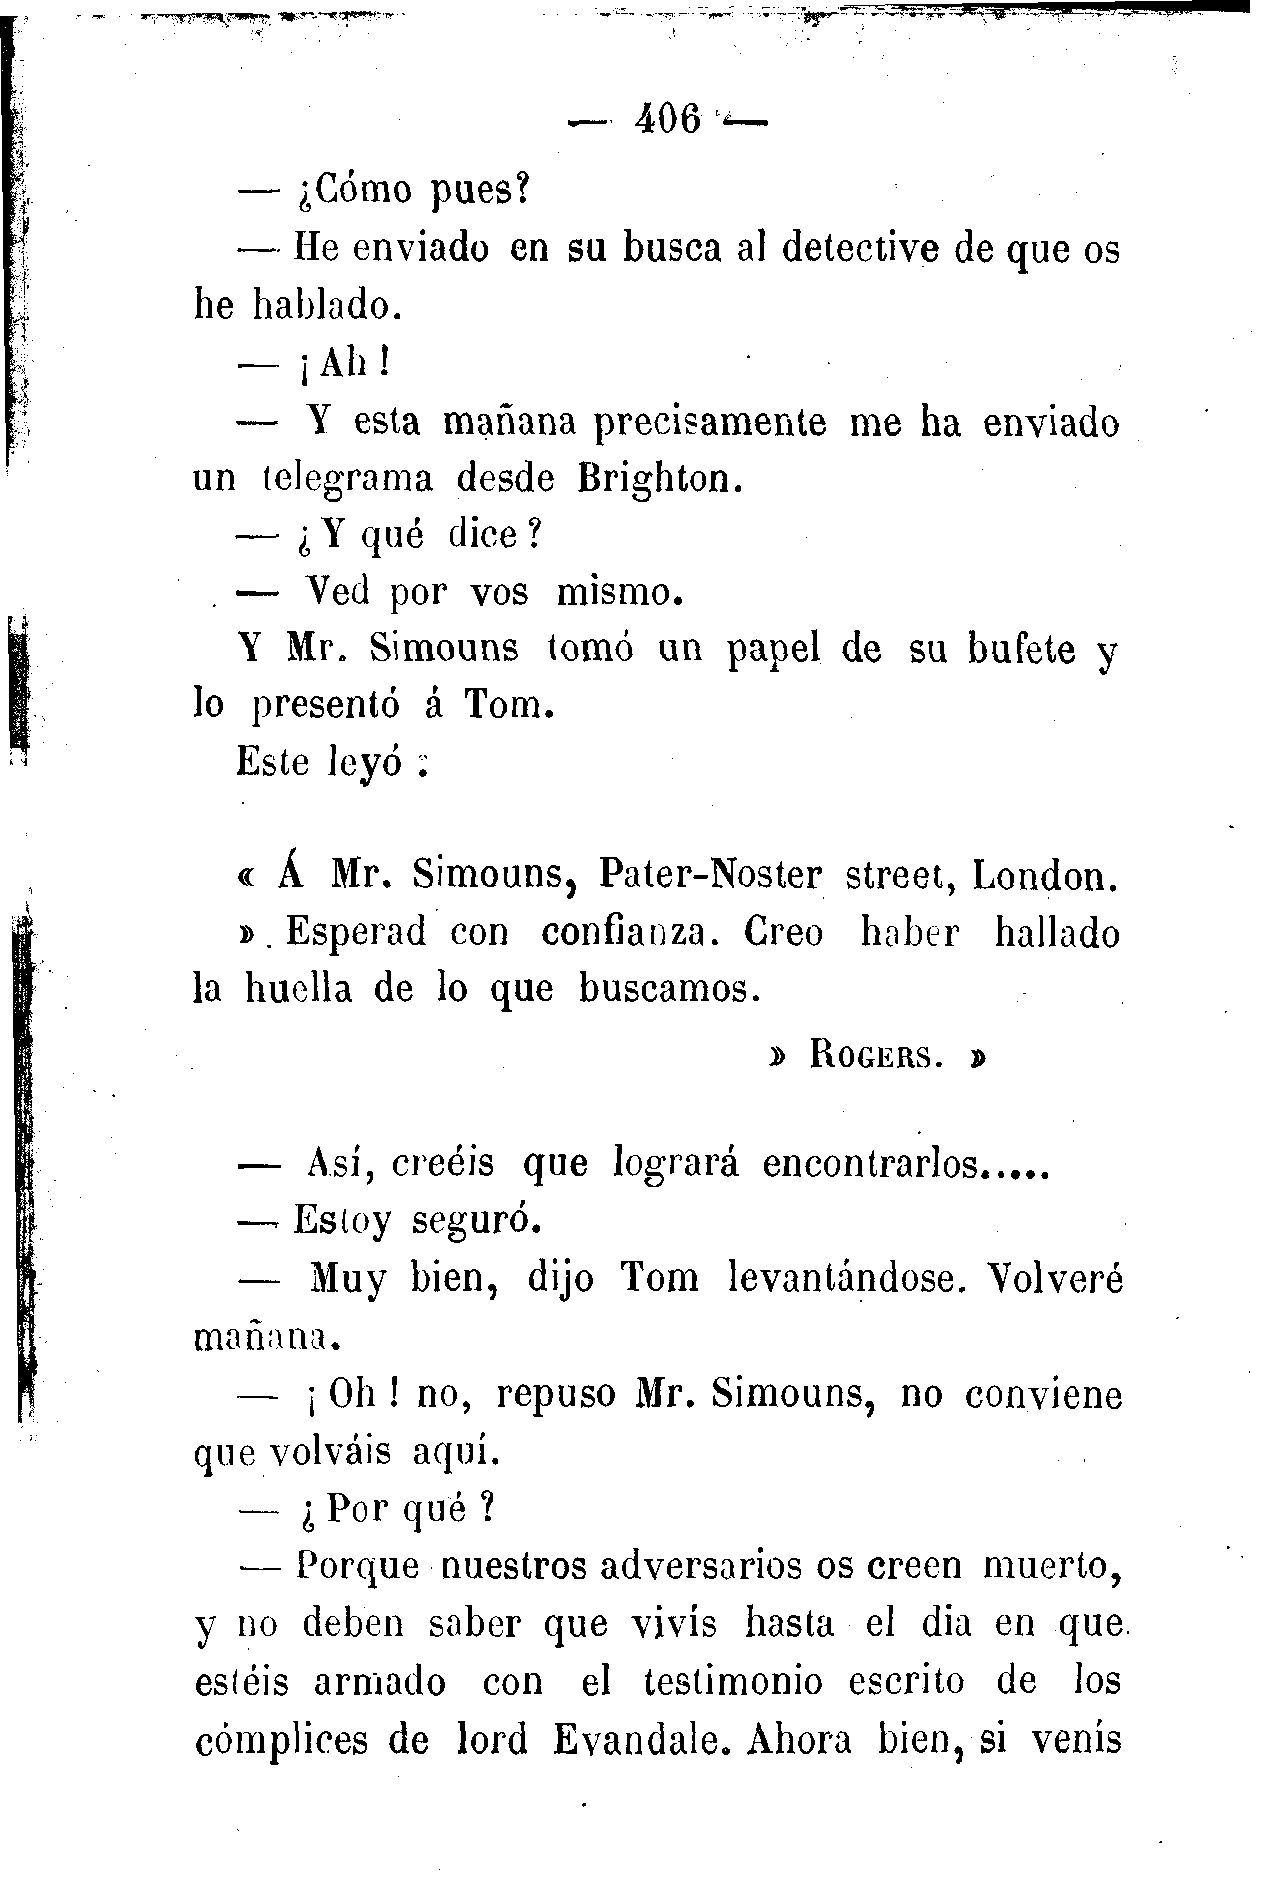 — 406 —
— ¿Cómo pues?
— He enviado en su busca al detective de que os
he hablado.
— ¡Ah!
— Y esta mañana precisamente me ha enviado
un telegrama desde Brighton.
— ¿Y qué dice?
— Ved por vos mismo.
Y Mr. Simouns tomó un papel de su bufete y
lo presentó á Tom.
Este leyó :
« Á Mr. Simouns, Pater-Noster street, London.
» Esperad con confianza. Creo haber hallado
la huella de lo que buscamos.
» ROGERS. »
— Así, creéis que logrará encontrarlos.....
— Estoy seguró.
— Muy bien, dijo Tom levantándose. Volveré
mañana.
— ¡Oh! no, repuso Mr. Simouns, no conviene
que volváis aquí.
— ¿Por qué?
— Porque nuestros adversarios os creen muerto,
y no deben saber que vivís hasta el dia en que
estéis armado con el testimonio escrito de los
cómplices de lord Evandale. Ahora bien, si venís